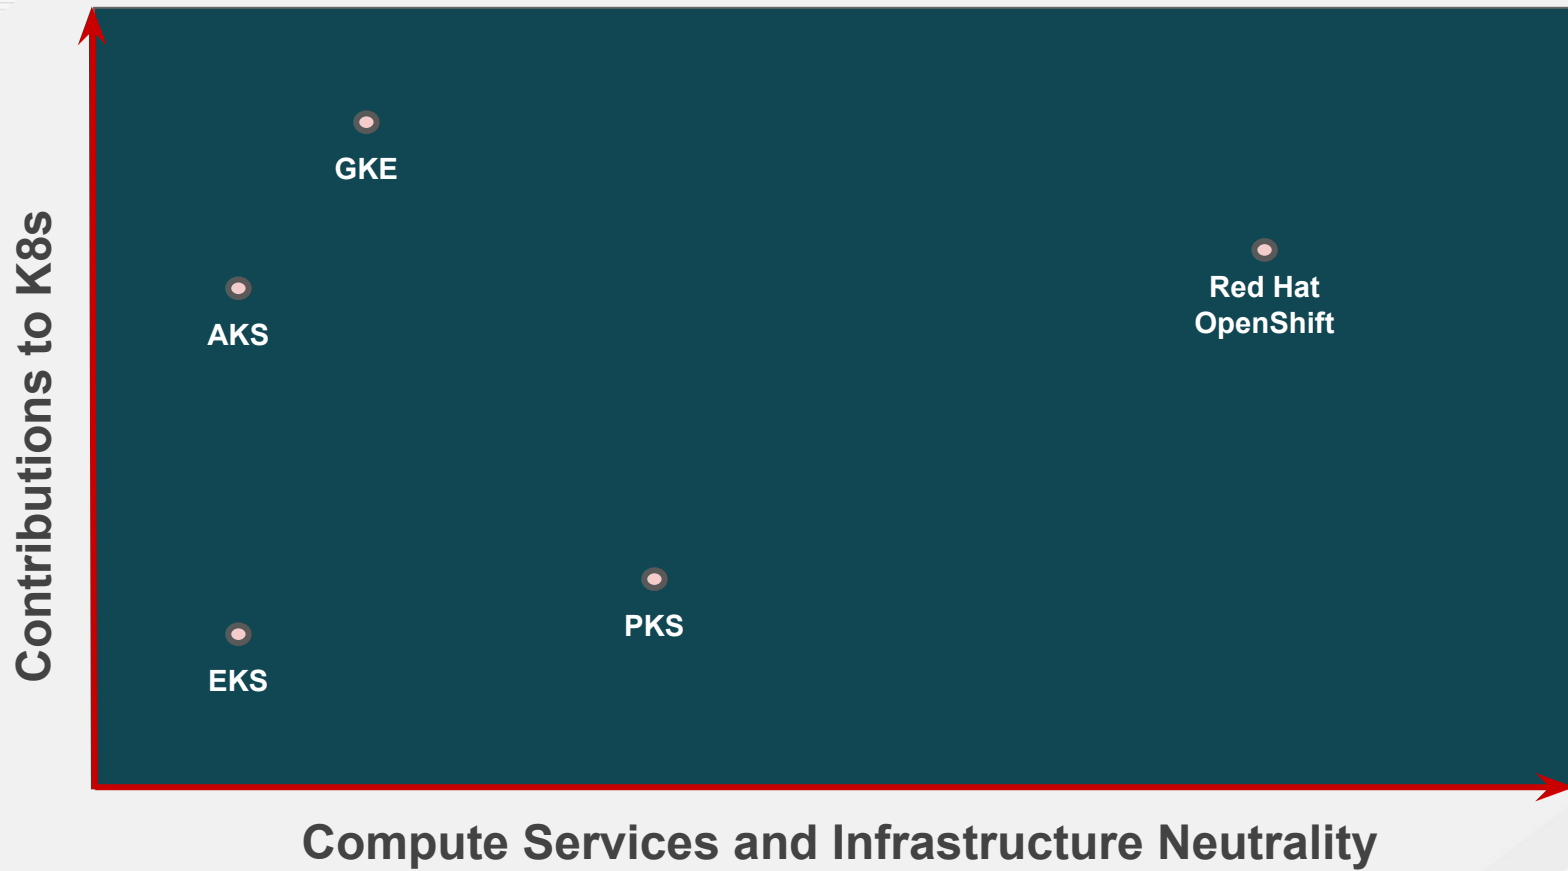 Contributions to K8s
GKE
AKS
Red Hat
OpenShift
PKS
EKS
Compute Services and Infrastructure Neutrality